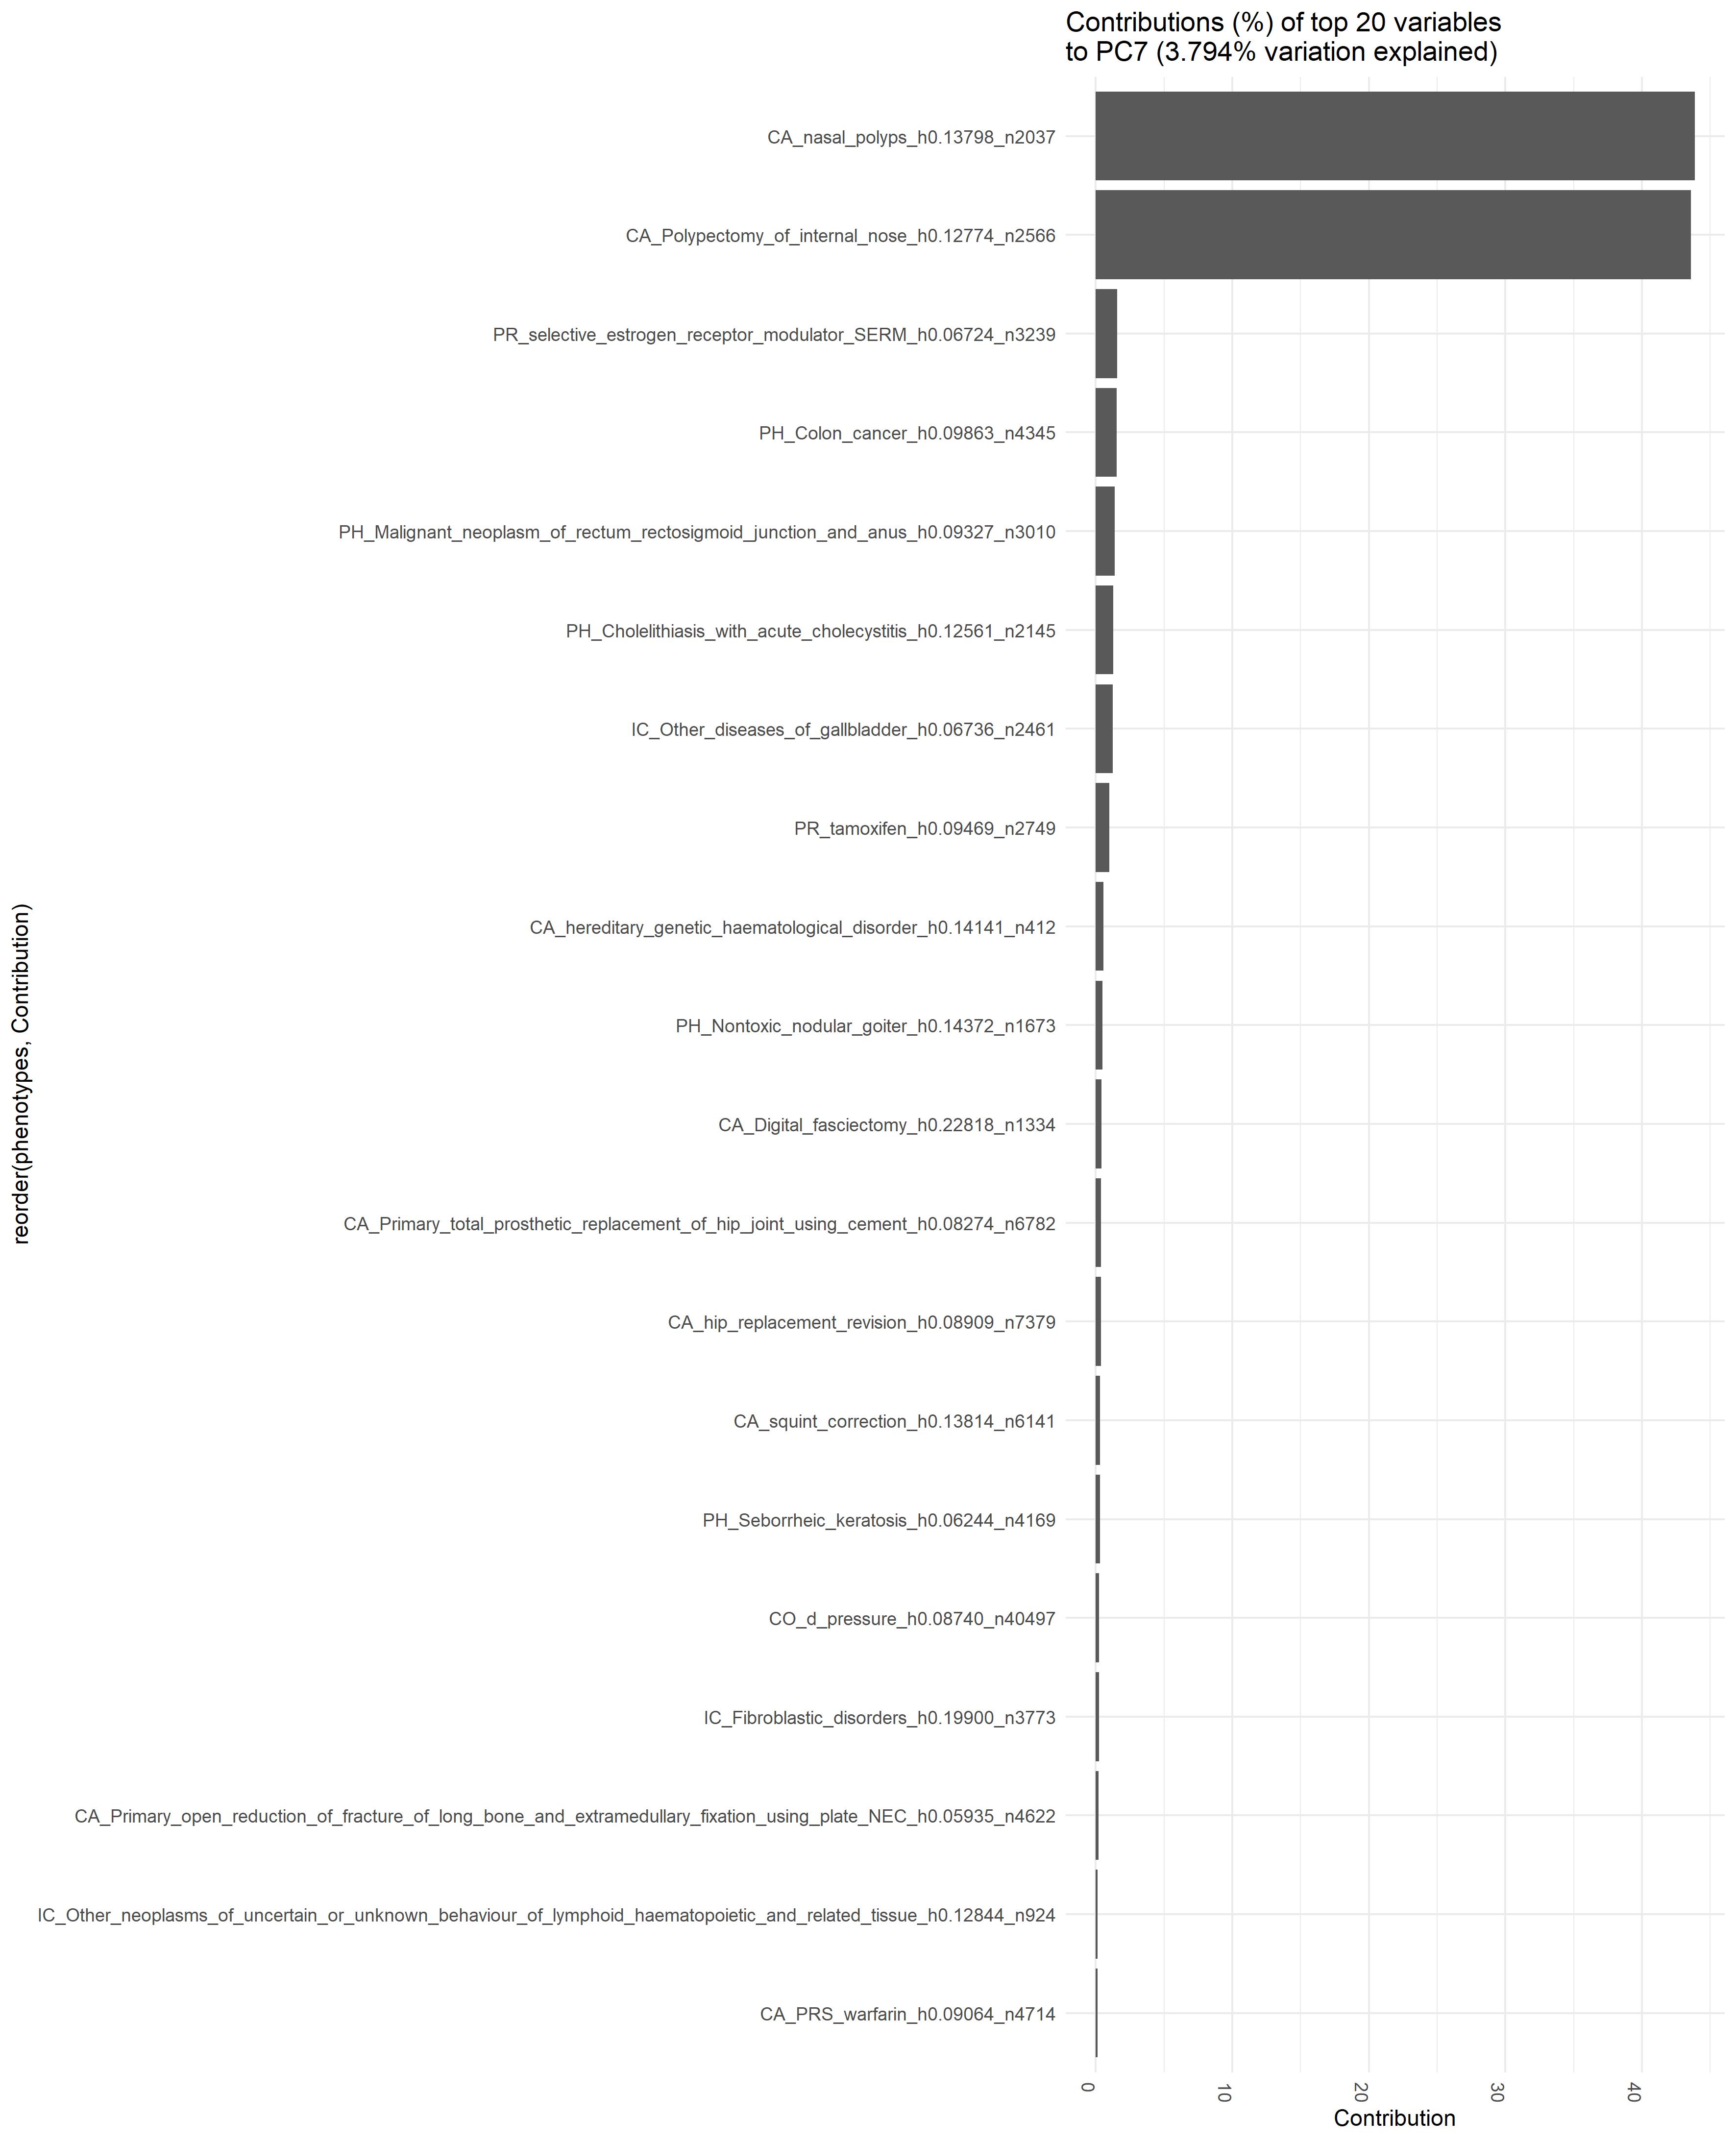 Contributions (%) of top 20 variables
to PC7 (3.794% variation explained)
CA_nasal_polyps_h0.13798_n2037
CA_Polypectomy_of_internal_nose_h0.12774_n2566
PR_selective_estrogen_receptor_modulator_SERM_h0.06724_n3239
PH_Colon_cancer_h0.09863_n4345
PH_Malignant_neoplasm_of_rectum_rectosigmoid_junction_and_anus_h0.09327_n3010
PH_Cholelithiasis_with_acute_cholecystitis_h0.12561_n2145
IC_Other_diseases_of_gallbladder_h0.06736_n2461
PR_tamoxifen_h0.09469_n2749
CA_hereditary_genetic_haematological_disorder_h0.14141_n412
PH_Nontoxic_nodular_goiter_h0.14372_n1673
CA_Digital_fasciectomy_h0.22818_n1334
CA_Primary_total_prosthetic_replacement_of_hip_joint_using_cement_h0.08274_n6782
CA_hip_replacement_revision_h0.08909_n7379
CA_squint_correction_h0.13814_n6141
PH_Seborrheic_keratosis_h0.06244_n4169
CO_d_pressure_h0.08740_n40497
IC_Fibroblastic_disorders_h0.19900_n3773
CA_Primary_open_reduction_of_fracture_of_long_bone_and_extramedullary_fixation_using_plate_NEC_h0.05935_n4622
IC_Other_neoplasms_of_uncertain_or_unknown_behaviour_of_lymphoid_haematopoietic_and_related_tissue_h0.12844_n924
CA_PRS_warfarin_h0.09064_n4714
reorder(phenotypes, Contribution)
0
10
20
30
40
Contribution